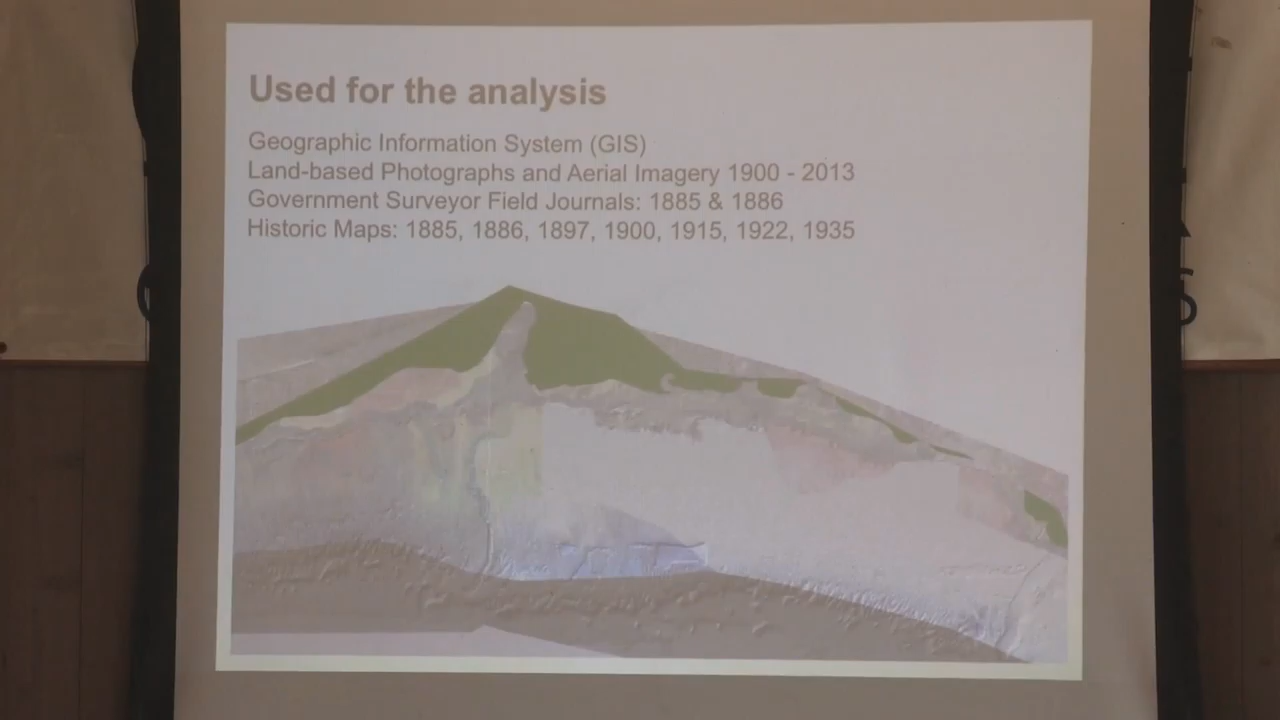 Used for the analysis
Geographic Information System (GIS)
Land-based Photographs and Aerial Imagery 1900 - 2013
Government Surveyor Field Journals: 1885 & 1886
Historic Maps: 1885, 1886, 1897, 1900, 1915, 1922, 1935